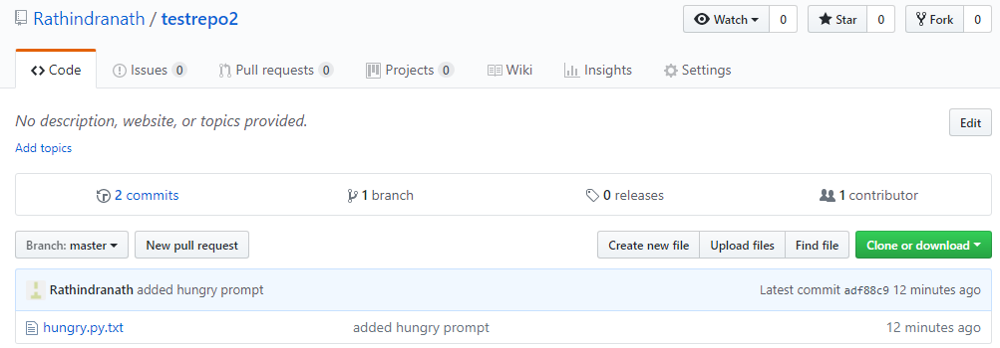 Rathindranath / testrepo2 Watch 0 Star 0 Fork 0
Code Issues 0 Pull requests 0 Projects 0 Wiki Insights Settings
No description, website, or topics provided. Edit
Add topics
2 commits 1 branch 0 releases 1 contributor
Branch: master New pull request Create new file Upload files Find file Clone or download
Rathindranath added hungry prompt Latest commit adf88c9 12 minutes ago
hungry.py.txt added hungry prompt 12 minutes ago